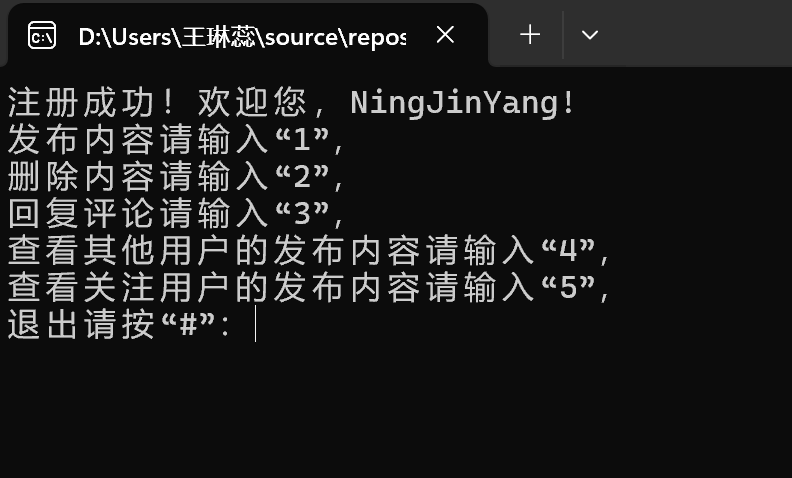 D:\Users\王琳蕊\source\repos
注册成功！欢迎您，NingJinYang!
发布内容请输入“1”，
删除内容请输入“2”，
回复评论请输入“3”，
查看其他用户的发布内容请输入“4”，
查看关注用户的发布内容请输入“5”，
退出请按“#”：